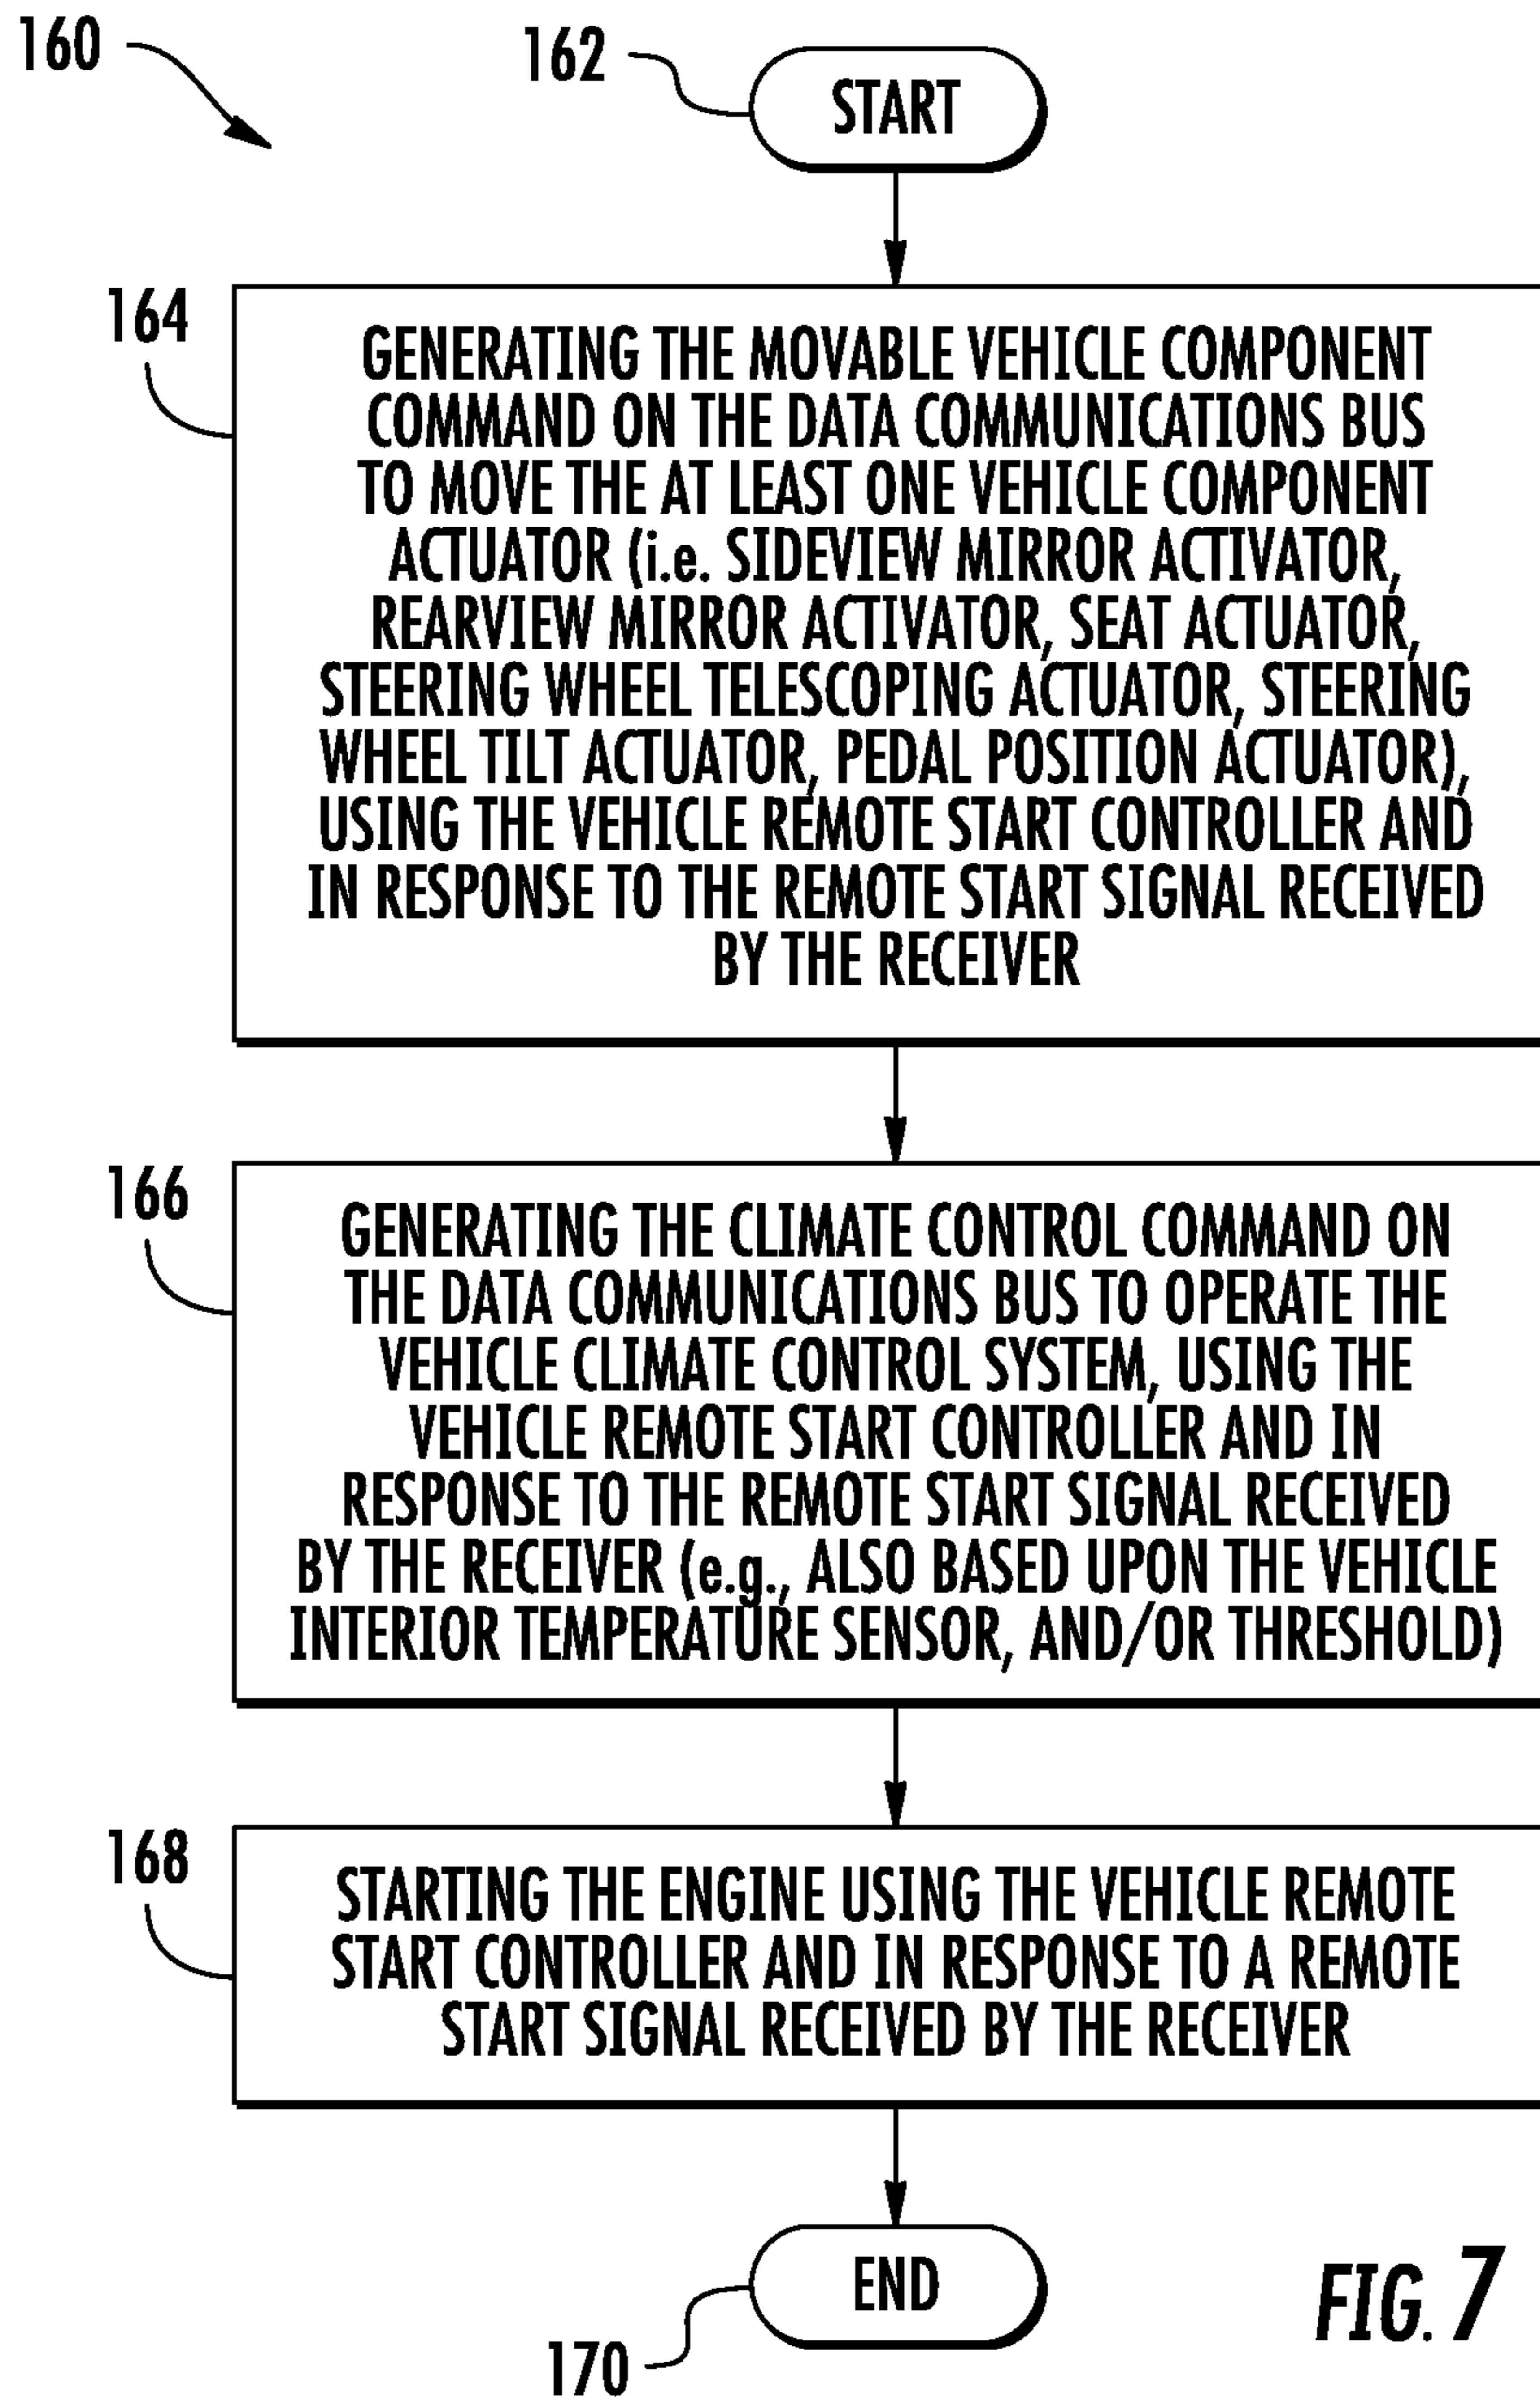 160
162
START
164
GENERATING THE MOVABLE VEHICLE COMPONENT
COMMAND ON THE DATA COMMUNICATIONS BUS
TO MOVE THE AT LEAST ONE VEHICLE COMPONENT
ACTUATOR (i.e. SIDEVIEW MIRROR ACTIVATOR,
REARVIEW MIRROR ACTIVATOR, SEAT ACTUATOR,
STEERING WHEEL TELESCOPING ACTUATOR, STEERING
WHEEL TILT ACTUATOR, PEDAL POSITION ACTUATOR),
USING THE VEHICLE REMOTE START CONTROLLER AND
IN RESPONSE TO THE REMOTE START SIGNAL RECEIVED
BY THE RECEIVER
166
GENERATING THE CLIMATE CONTROL COMMAND ON
THE DATA COMMUNICATIONS BUS TO OPERATE THE
VEHICLE CLIMATE CONTROL SYSTEM, USING THE
VEHICLE REMOTE START CONTROLLER AND IN
RESPONSE TO THE REMOTE START SIGNAL RECEIVED
BY THE RECEIVER (e.g., ALSO BASED UPON THE VEHICLE
INTERIOR TEMPERATURE SENSOR, AND/OR THRESHOLD)
168
STARTING THE ENGINE USING THE VEHICLE REMOTE
START CONTROLLER AND IN RESPONSE TO A REMOTE
START SIGNAL RECEIVED BY THE RECEIVER
END
170
FIG. 7